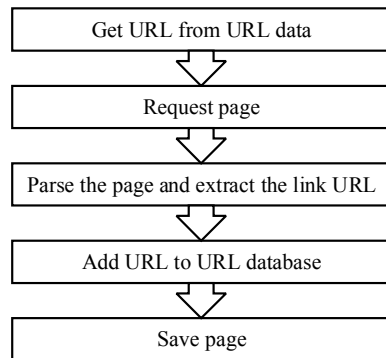 Get URL from URL data
Request page
Parse the page and extract the link URL
Add URL to URL database
Save page